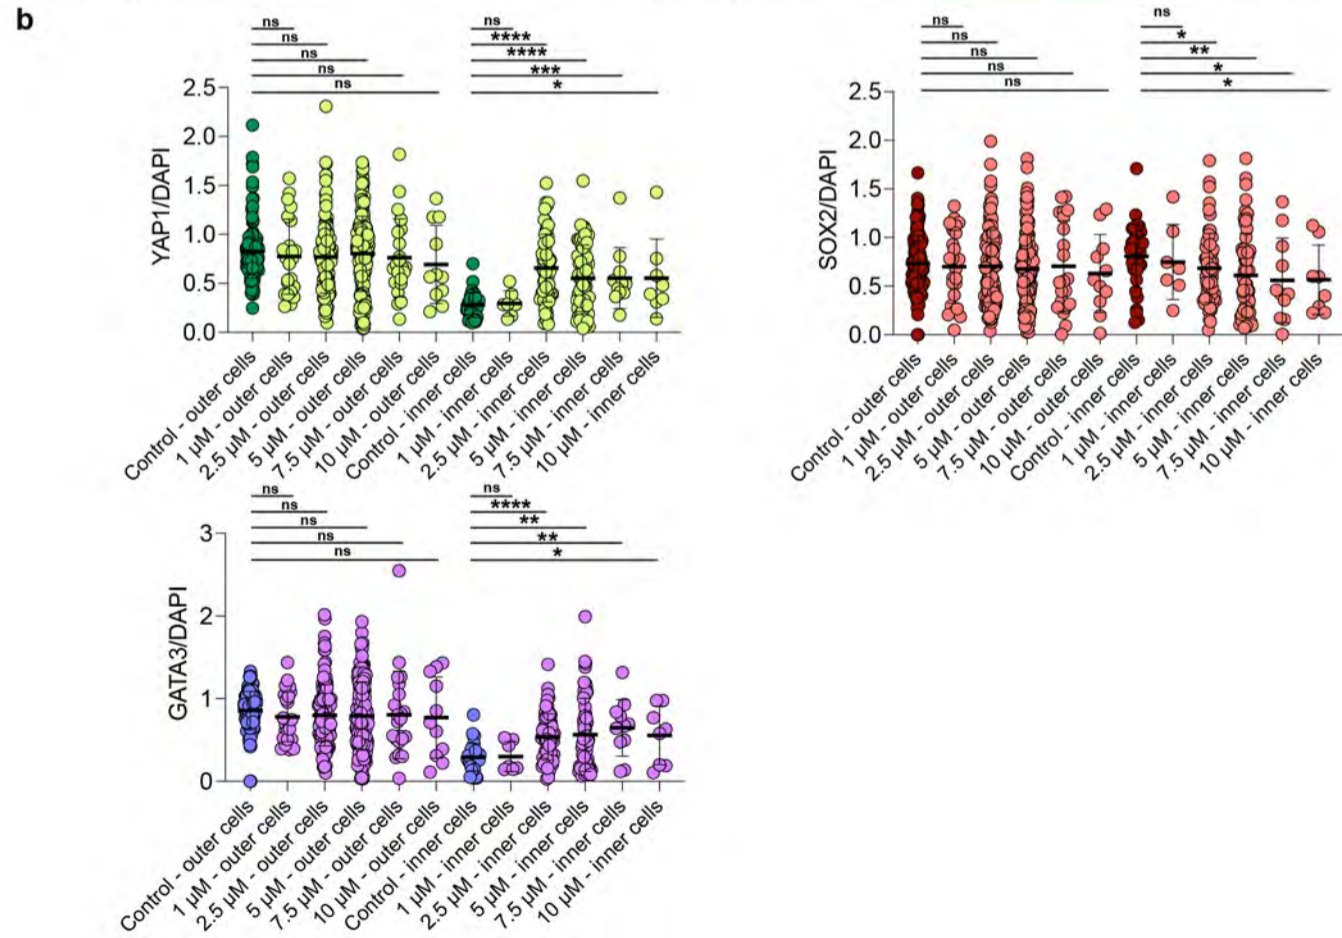 b
ns
ns
ns
ns
ns
ns
****
****
***
*
YAP1/DAPI
2.5
2.0
1.5
1.0
0.5
0.0
Control - outer cells
1 µM - outer cells
2.5 µM - outer cells
5 µM - outer cells
7.5 µM - outer cells
10 µM - outer cells
Control - inner cells
1 µM - inner cells
2.5 µM - inner cells
5 µM - inner cells
7.5 µM - inner cells
10 µM - inner cells
ns
ns
ns
ns
ns
ns
*
**
*
*
SOX2/DAPI
2.5
2.0
1.5
1.0
0.5
0.0
Control - outer cells
1 µM - outer cells
2.5 µM - outer cells
5 µM - outer cells
7.5 µM - outer cells
10 µM - outer cells
Control - inner cells
1 µM - inner cells
2.5 µM - inner cells
5 µM - inner cells
7.5 µM - inner cells
10 µM - inner cells
ns
ns
ns
ns
ns
ns
****
**
**
*
GATA3/DAPI
3
2
1
0
Control - outer cells
1 µM - outer cells
2.5 µM - outer cells
5 µM - outer cells
7.5 µM - outer cells
10 µM - outer cells
Control - inner cells
1 µM - inner cells
2.5 µM - inner cells
5 µM - inner cells
7.5 µM - inner cells
10 µM - inner cells